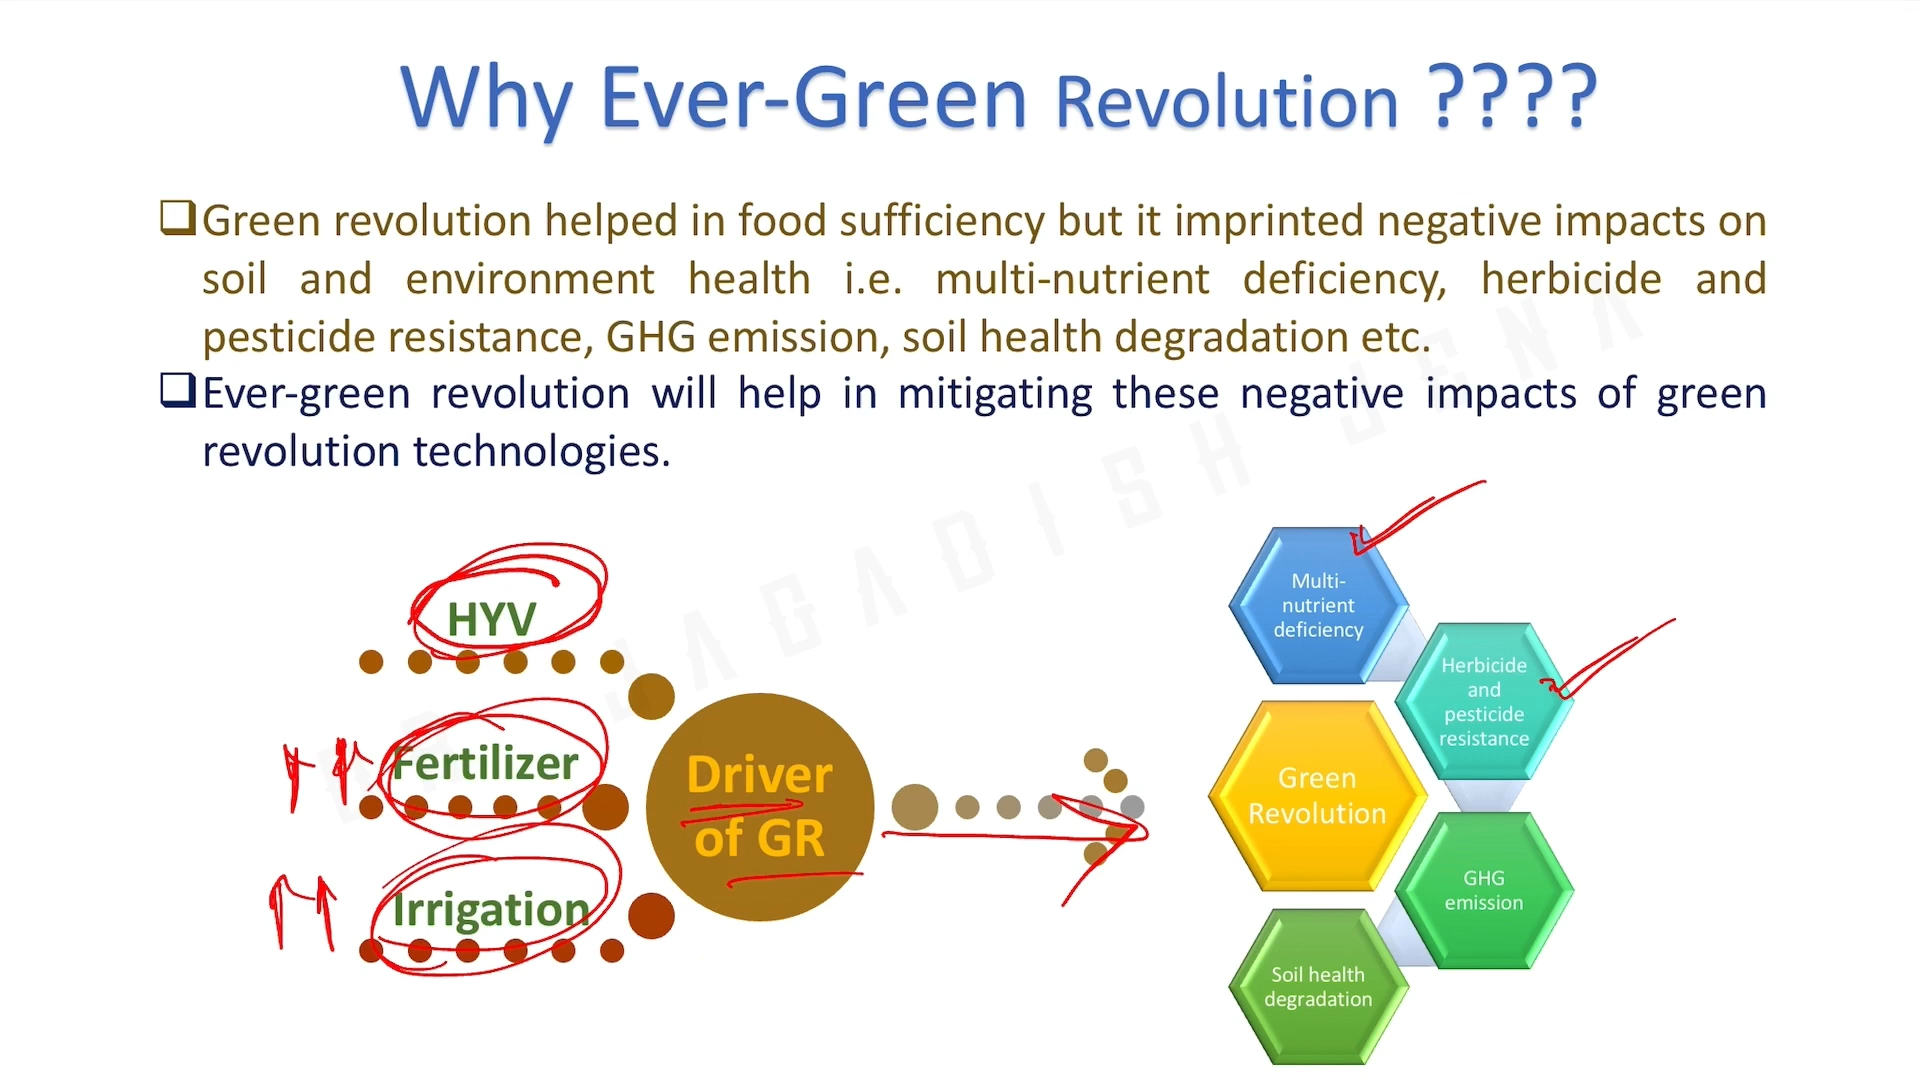 Why Ever-Green Revolution ????
Green revolution helped in food sufficiency but it imprinted negative impacts on
soil and environment health i.e. multi-nutrient deficiency, herbicide and
pesticide resistance, GHG emission, soil health degradation etc.
Ever-green revolution will help in mitigating these negative impacts of green
revolution technologies.
HYV
Fertilizer
Irrigation
Driver
of GR
Multi-
nutrient
deficiency
Herbicide
and
pesticide
resistance
Green
Revolution
GHG
emission
Soil health
degradation
JAGADISH JENA